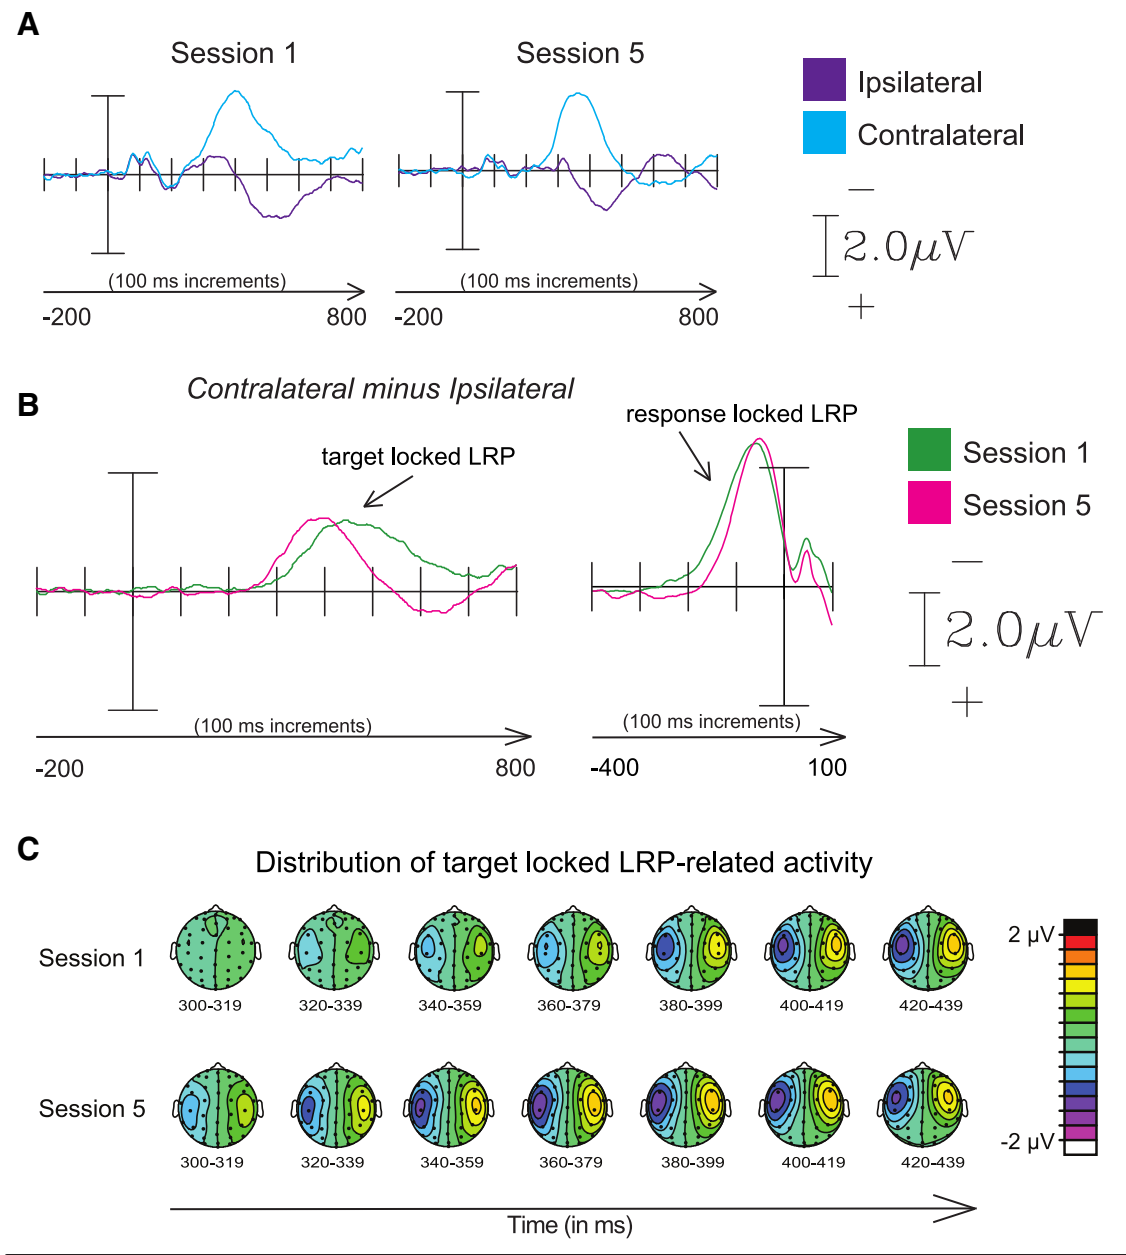 A
Session 1
Session 5
Ipsilateral
Contralateral
(100 ms increments)
(100 ms increments)
-200
800
-200
800
−
2.0µV
+
B
Contralateral minus Ipsilateral
target locked LRP
response locked LRP
Session 1
Session 5
(100 ms increments)
(100 ms increments)
-200
800
-400
100
−
2.0µV
+
C
Distribution of target locked LRP-related activity
Session 1
300-319 320-339 340-359 360-379 380-399 400-419 420-439
Session 5
300-319 320-339 340-359 360-379 380-399 400-419 420-439
2 µV
-2 µV
Time (in ms)